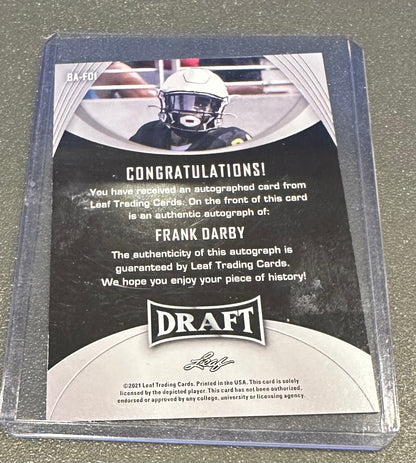 BA-FD1
CONGRATULATIONS!
You have received an autographed card from
Leaf Trading Cards. On the front of this card
is an authentic autograph of:
FRANK DARBY
The authenticity of this autograph is
guaranteed by Leaf Trading Cards.
We hope you enjoy your piece of history!
DRAFT
Leaf
©2021 Leaf Trading Cards. Printed in the USA. This card is solely
licensed by the depicted player. This card has not been authorized,
endorsed or approved by any college, university or licensing agency.